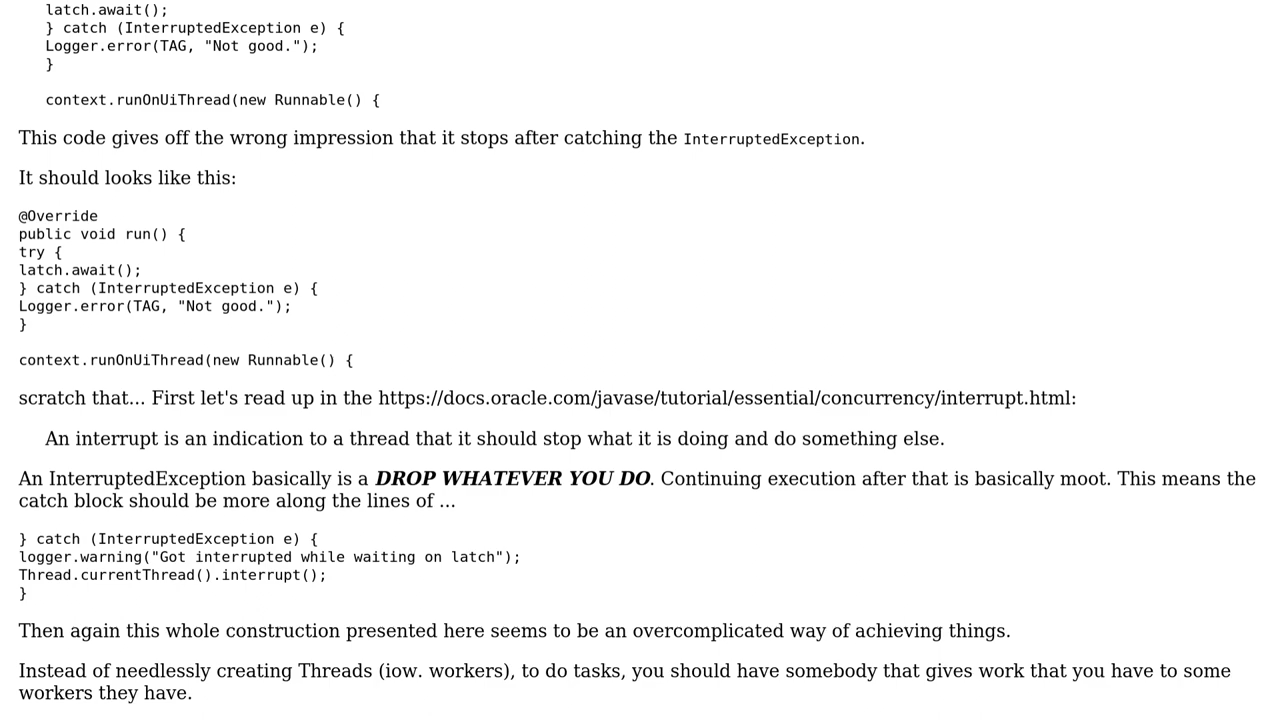 latch.await();
} catch (InterruptedException e) {
Logger.error(TAG, "Not good.");
}
context.runOnUiThread(new Runnable() {
This code gives off the wrong impression that it stops after catching the InterruptedException.
It should looks like this:
@Override
public void run() {
try {
latch.await();
} catch (InterruptedException e) {
Logger.error(TAG, "Not good.");
}
context.runOnUiThread(new Runnable() {
scratch that... First let's read up in the https://docs.oracle.com/javase/tutorial/essential/concurrency/interrupt.html:
An interrupt is an indication to a thread that it should stop what it is doing and do something else.
An InterruptedException basically is a DROP WHATEVER YOU DO. Continuing execution after that is basically moot. This means the
catch block should be more along the lines of ...
} catch (InterruptedException e) {
logger.warning("Got interrupted while waiting on latch");
Thread.currentThread().interrupt();
}
Then again this whole construction presented here seems to be an overcomplicated way of achieving things.
Instead of needlessly creating Threads (iow. workers), to do tasks, you should have somebody that gives work that you have to some
workers they have.